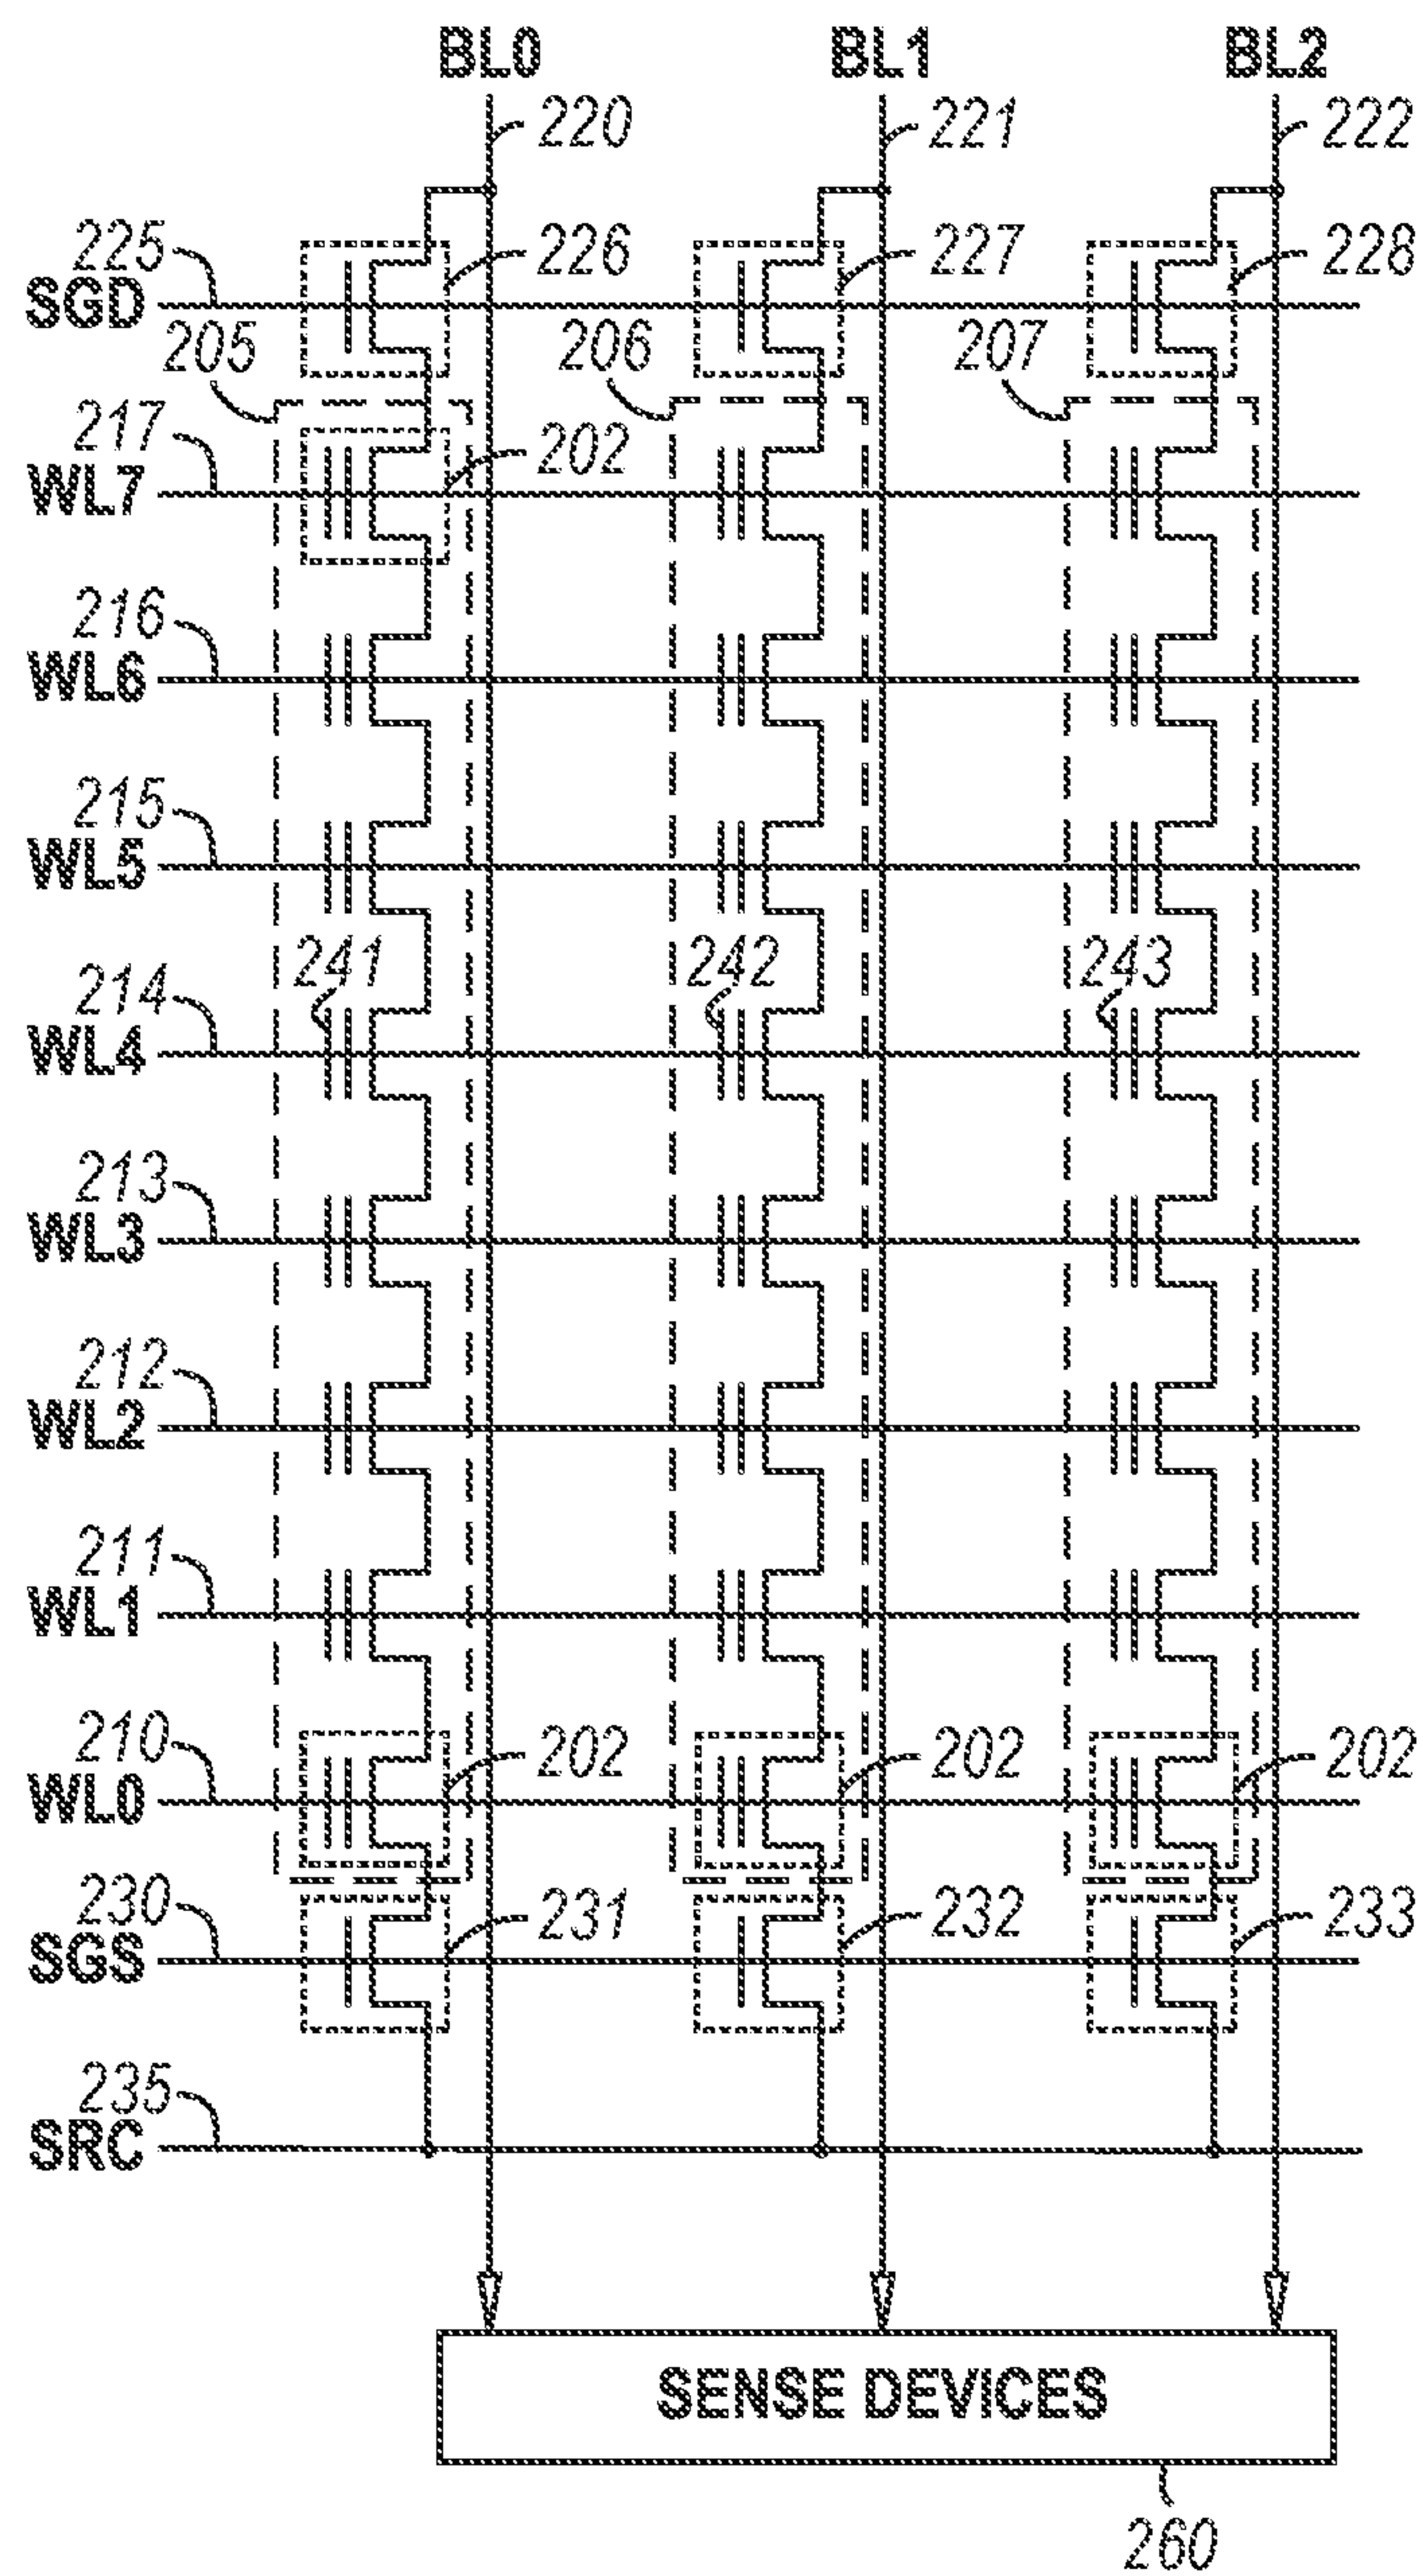 BL0 BL1 BL2
220 221 222
225 226 227 228
SGD
205 206 207
217 202
WL7
216
WL6
215
WL5
241 242 243
214
WL4
213
WL3
212
WL2
211
WL1
210 202 202 202
WL0
230 231 232 233
SGS
235
SRC
SENSE DEVICES
260